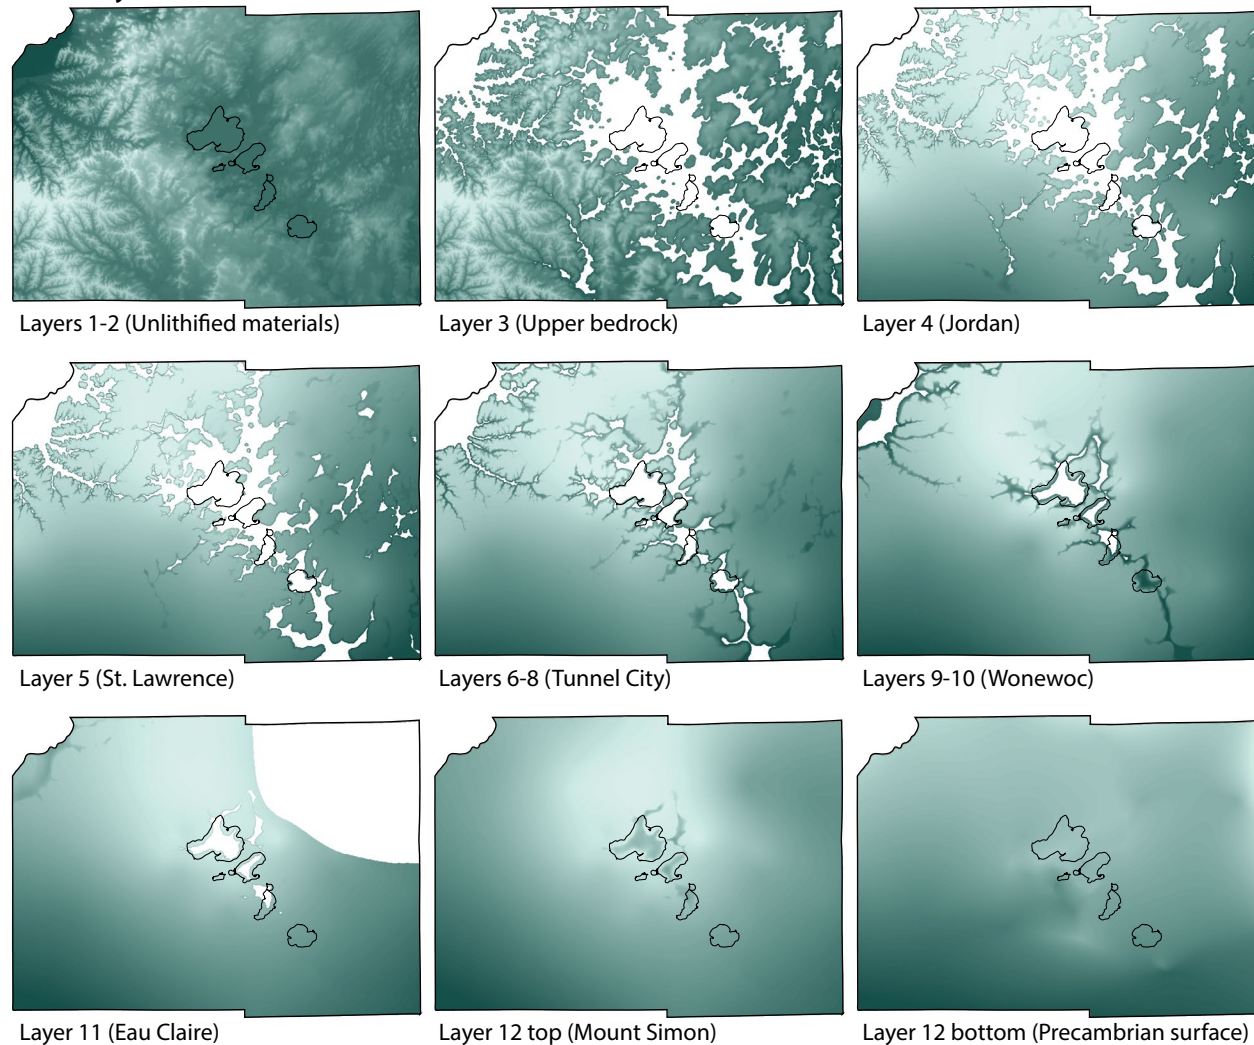 Layers 1-2 (Unlithified materials)
Layer 3 (Upper bedrock)
Layer 4 (Jordan)
Layer 5 (St. Lawrence)
Layers 6-8 (Tunnel City)
Layers 9-10 (Wonewoc)
Layer 11 (Eau Claire)
Layer 12 top (Mount Simon)
Layer 12 bottom (Precambrian surface)